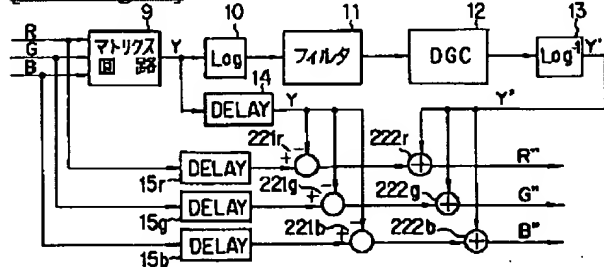 9
10
11
12
13
R
G
B
マトリクス
回路
Y
Log
フィルタ
DGC
Log⁻¹
Y'
14
DELAY
Y
Y'
221r
222r
+
-
+
R"
DELAY
15r
221g
222g
+
-
+
G"
DELAY
15g
221b
222b
+
-
+
B"
DELAY
15b